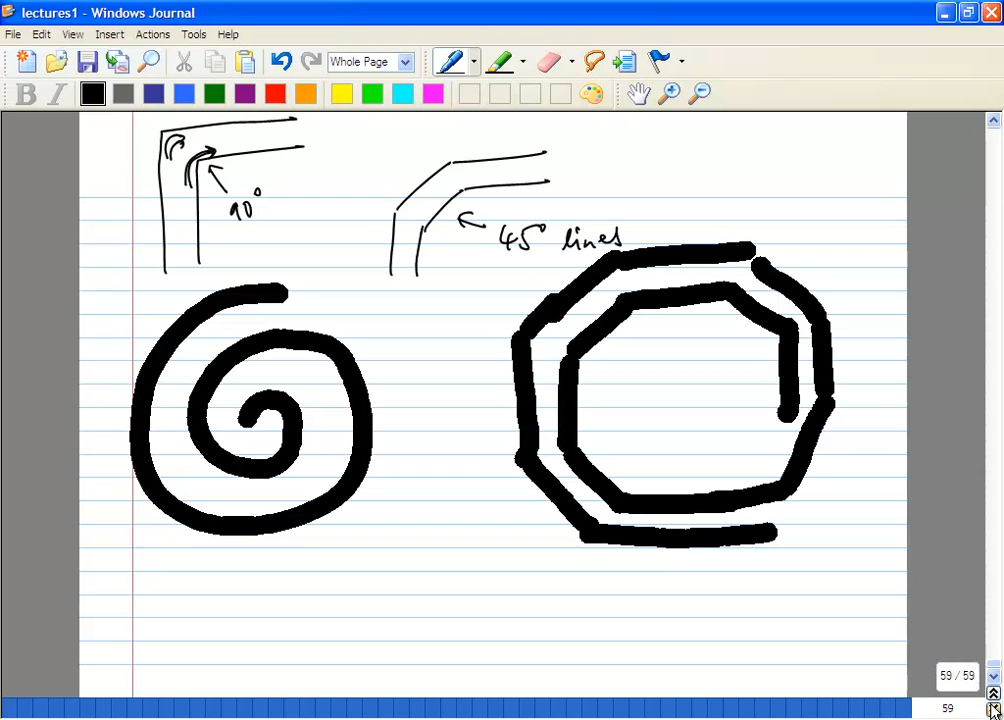 lectures1 - Windows Journal
File Edit View Insert Actions Tools Help
Whole Page
B I
90°
45° lines
59 / 59
59